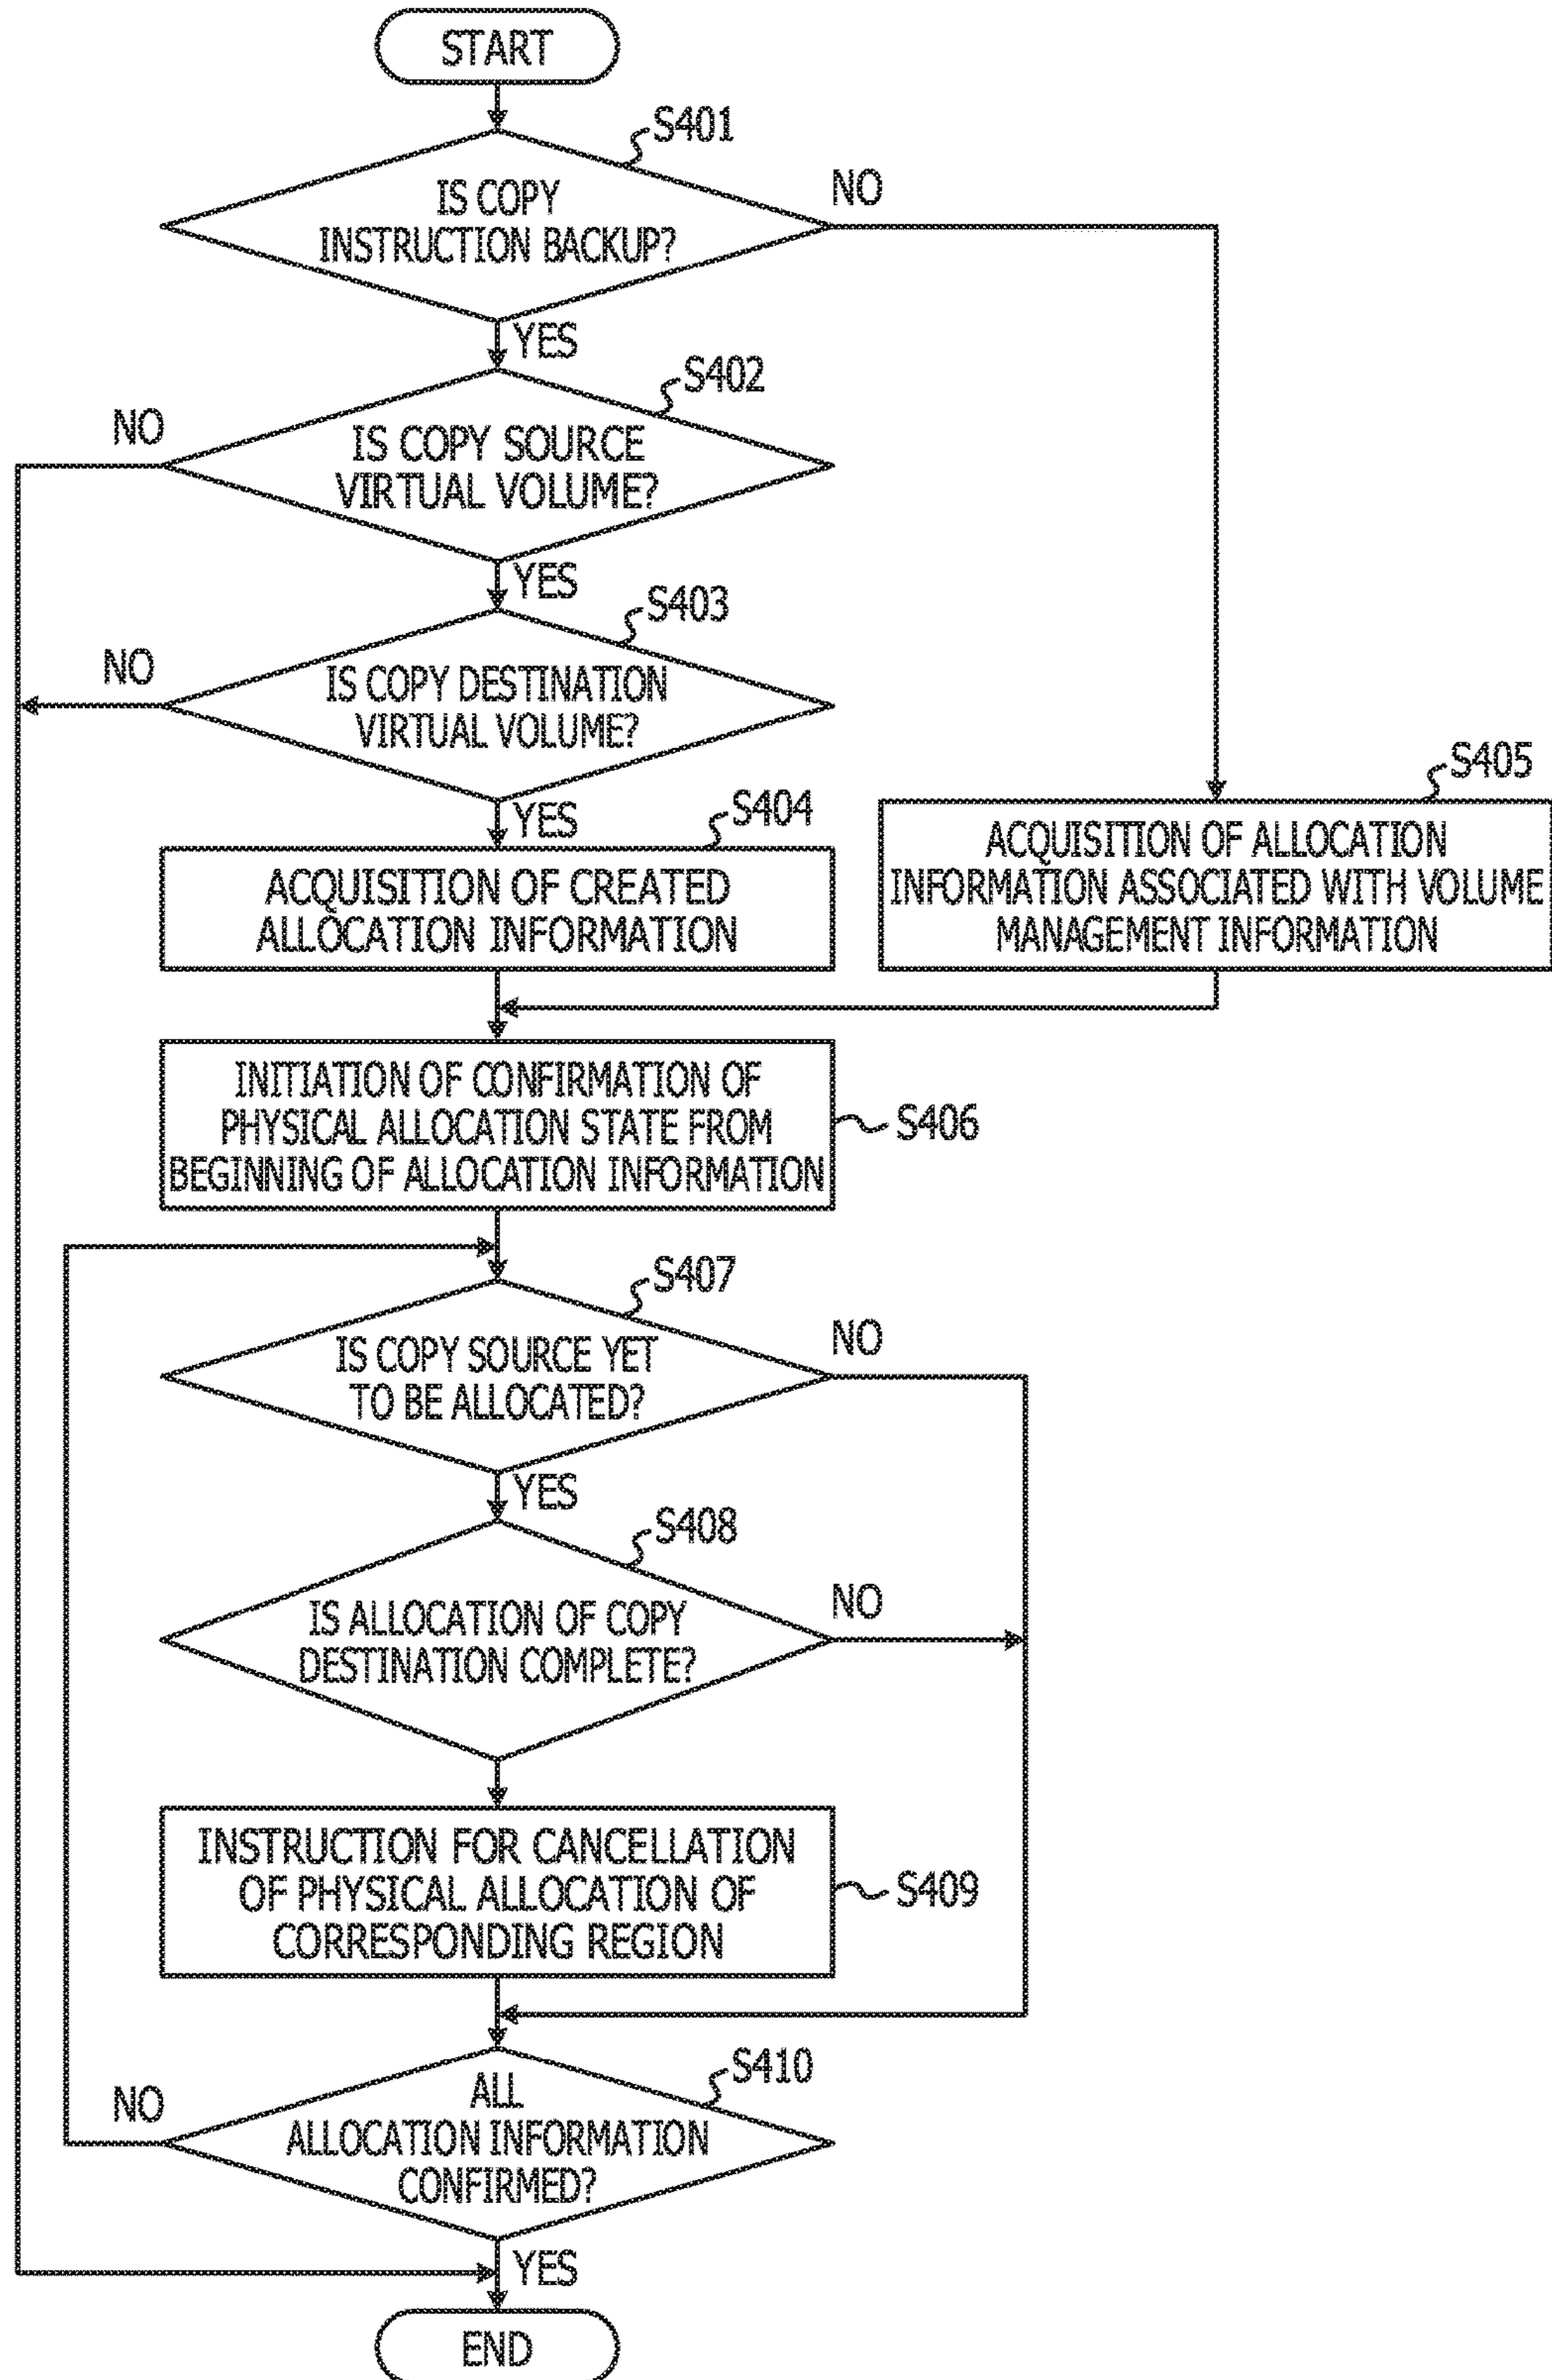 START
S401
IS COPY
INSTRUCTION BACKUP?
NO
YES
S402
NO
IS COPY SOURCE
VIRTUAL VOLUME?
YES
S403
NO
IS COPY DESTINATION
VIRTUAL VOLUME?
YES
S404
ACQUISITION OF CREATED
ALLOCATION INFORMATION
S405
ACQUISITION OF ALLOCATION
INFORMATION ASSOCIATED WITH VOLUME
MANAGEMENT INFORMATION
INITIATION OF CONFIRMATION OF
PHYSICAL ALLOCATION STATE FROM
BEGINNING OF ALLOCATION INFORMATION
S406
S407
IS COPY SOURCE YET
TO BE ALLOCATED?
NO
YES
S408
IS ALLOCATION OF COPY
DESTINATION COMPLETE?
NO
INSTRUCTION FOR CANCELLATION
OF PHYSICAL ALLOCATION OF
CORRESPONDING REGION
S409
S410
NO
ALL
ALLOCATION INFORMATION
CONFIRMED?
YES
END